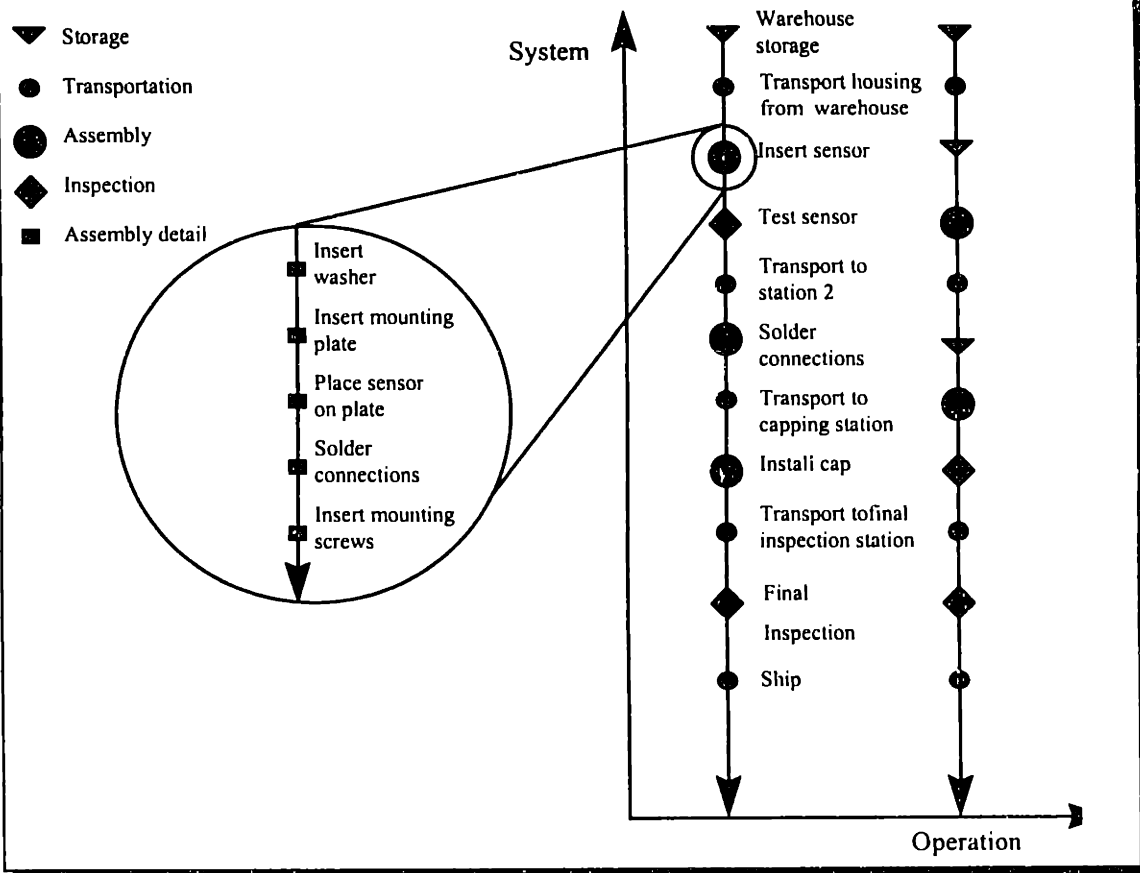 Storage
Transportation
Assembly
Inspection
Assembly detail
Insert
washer
Insert mounting
plate
Place sensor
on plate
Solder
connections
Insert mounting
screws
System
Warehouse
storage
Transport housing
from warehouse
Insert sensor
Test sensor
Transport to
station 2
Solder
connections
Transport to
capping station
Instali cap
Transport tofinal
inspection station
Final
Inspection
Ship
Operation